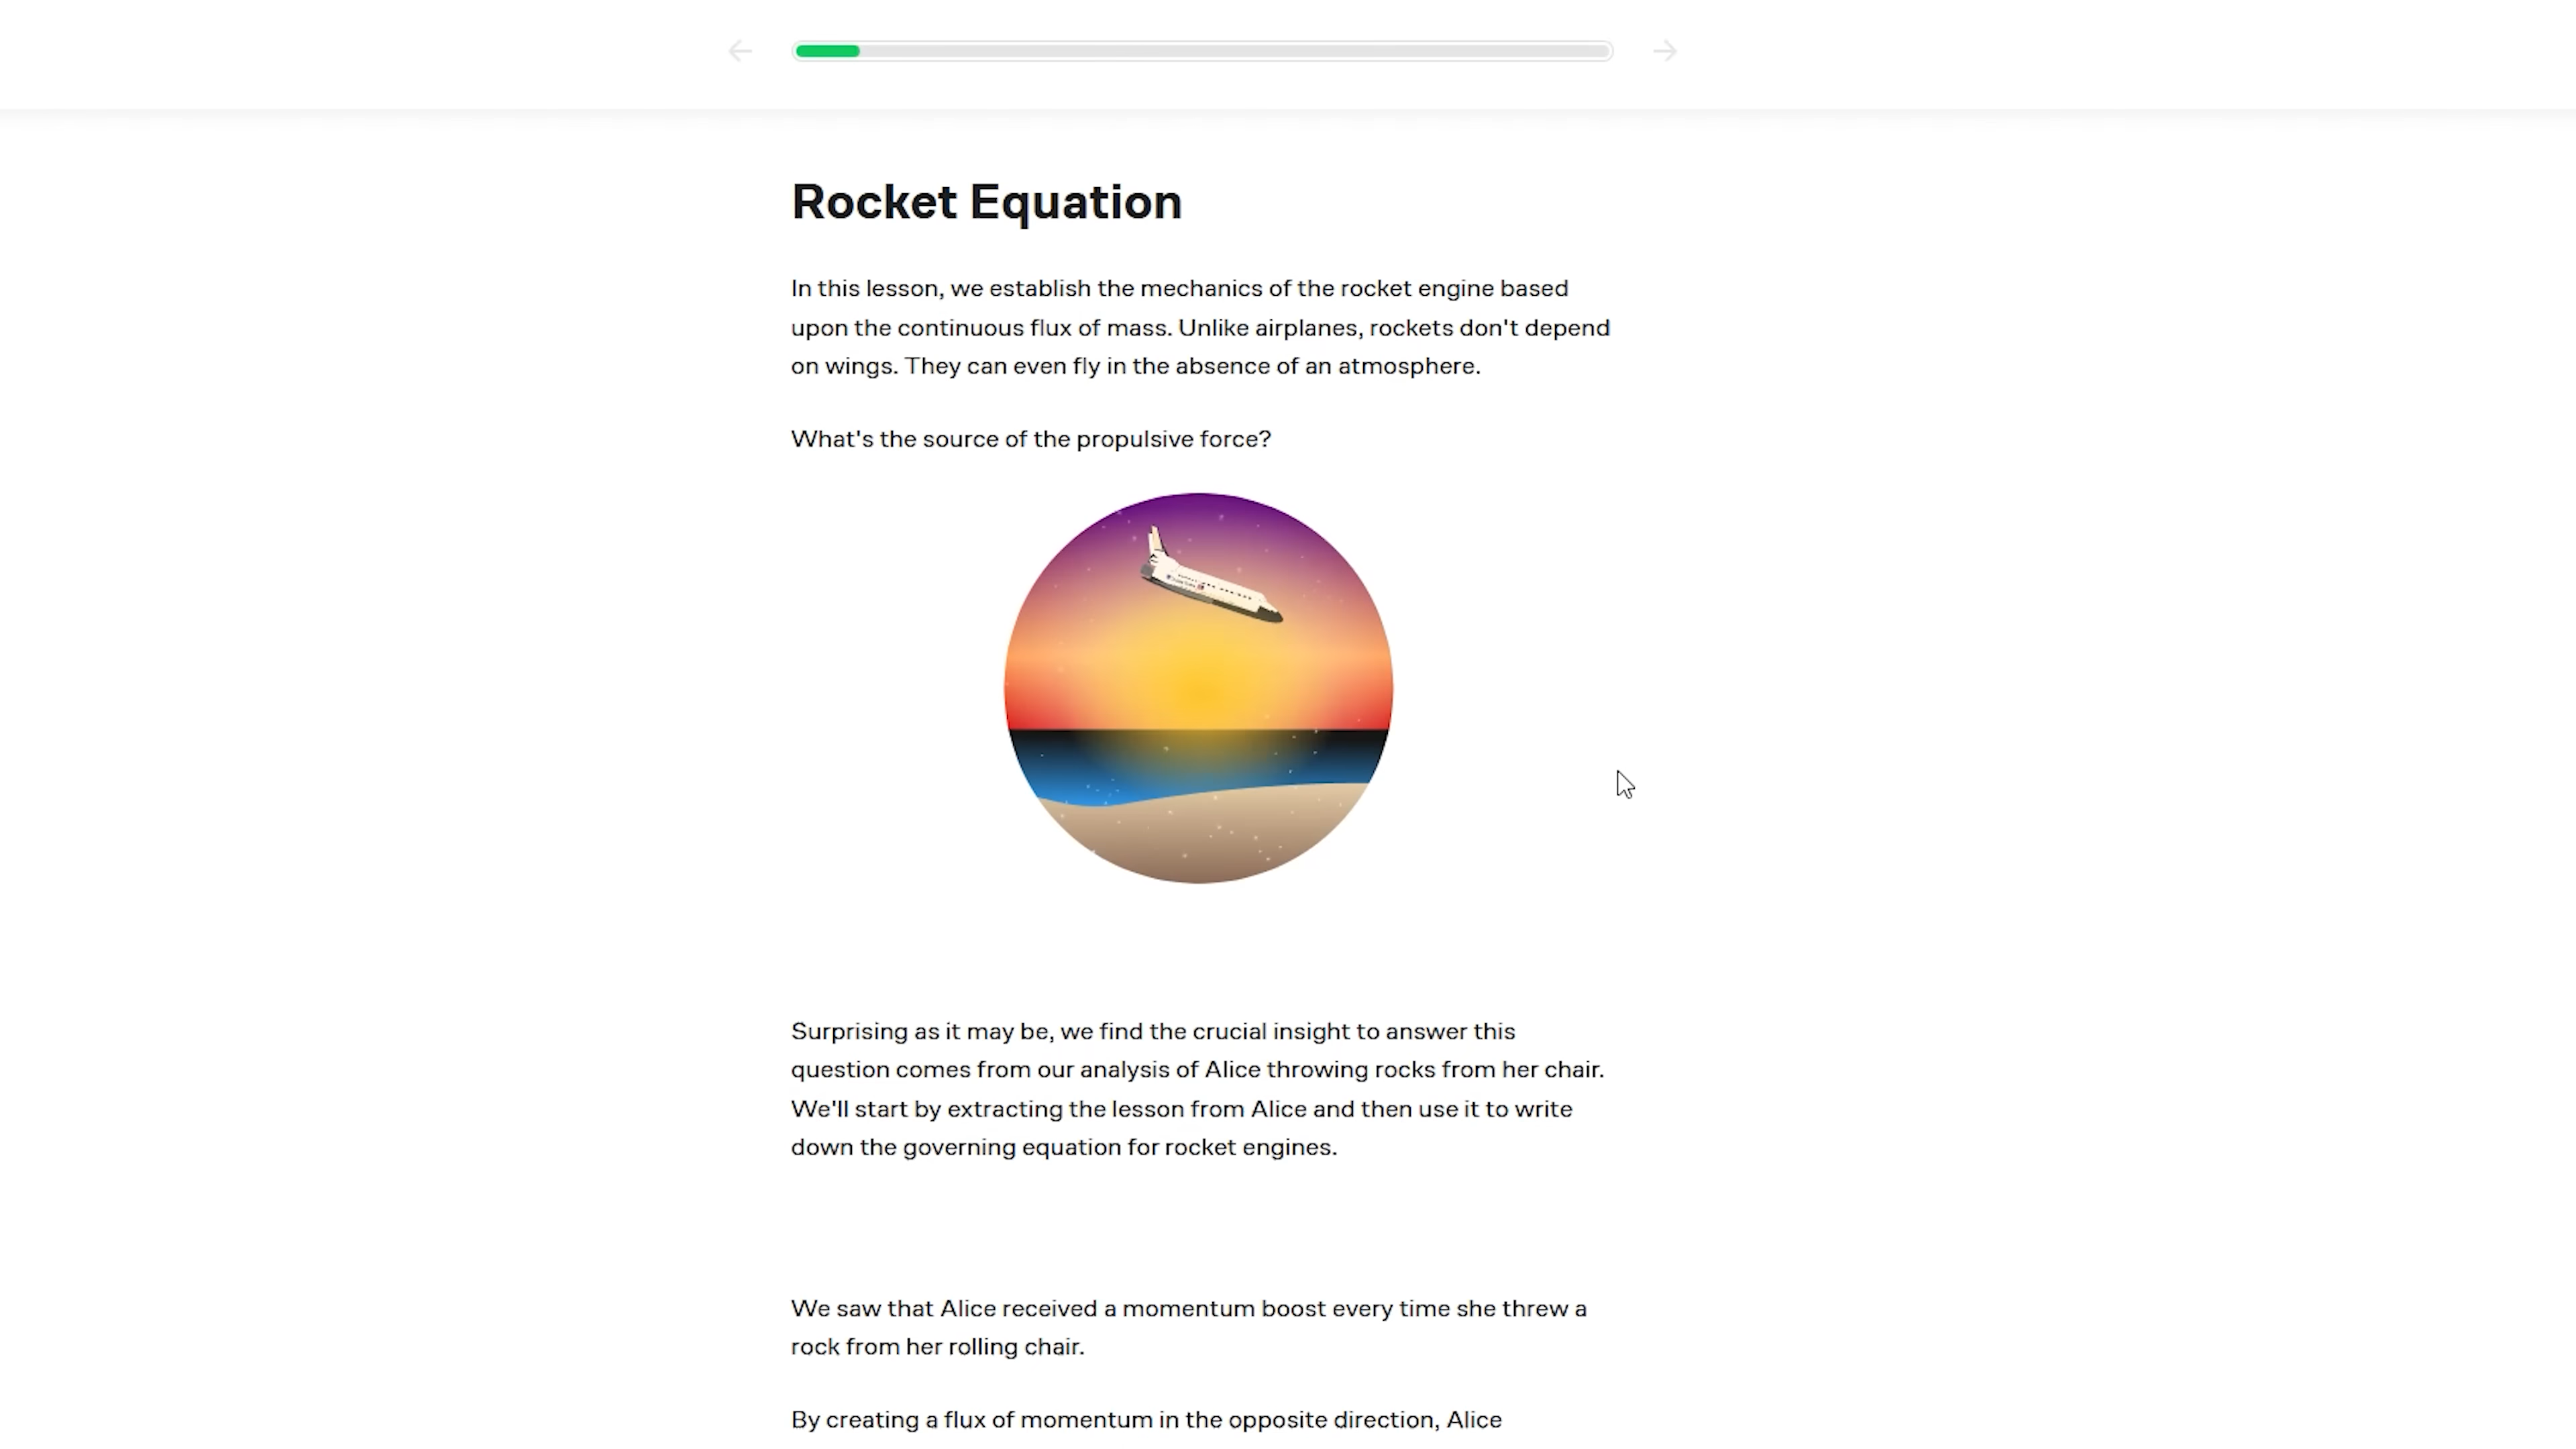 Rocket Equation
In this lesson, we establish the mechanics of the rocket engine based
upon the continuous flux of mass. Unlike airplanes, rockets don't depend
on wings. They can even fly in the absence of an atmosphere.
What's the source of the propulsive force?
Surprising as it may be, we find the crucial insight to answer this
question comes from our analysis of Alice throwing rocks from her chair.
We'll start by extracting the lesson from Alice and then use it to write
down the governing equation for rocket engines.
We saw that Alice received a momentum boost every time she threw a
rock from her rolling chair.
By creating a flux of momentum in the opposite direction, Alice